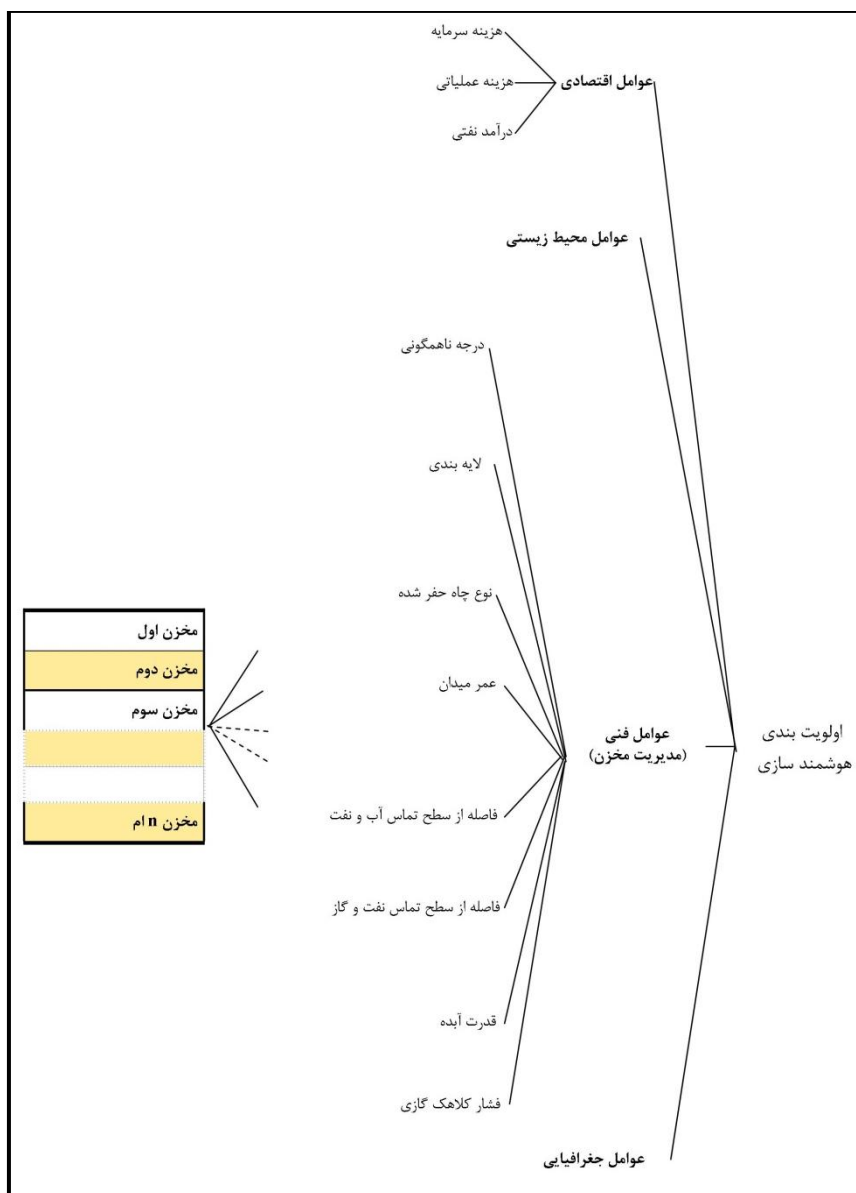 هزینه سرمایه
عوامل اقتصادی
هزینه عملیاتی
درآمد نفتی
عوامل محیط زیستی
درجه ناهمگونی
لایه بندی
نوع چاه حفر شده
عمر میدان
اولویت بندی
هوشمند سازی
عوامل فنی
(مدیریت مخزن)
فاصله از سطح تماس آب و نفت
فاصله از سطح تماس نفت و گاز
قدرت آبده
فشار کلاهک گازی
عوامل جغرافیایی
مخزن اول
مخزن دوم
مخزن سوم
مخزن n ام